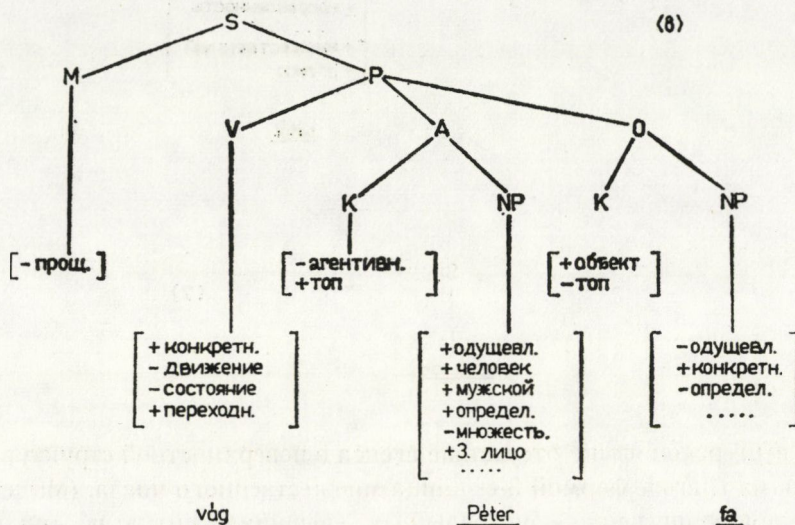 S
(8)
M P
V A O
K NP K NP
[- прощ.] [- агентивн. [+ объект
+ топ] - топ]
[+ конкретн. [+ одушевл. [- одушевл.
- движение + человек + конкретн.
- состояние + мужской - определ.
+ переходн.] + определ. .....]
- множесть.
+ 3. лицо
.....]
vág Péter fa